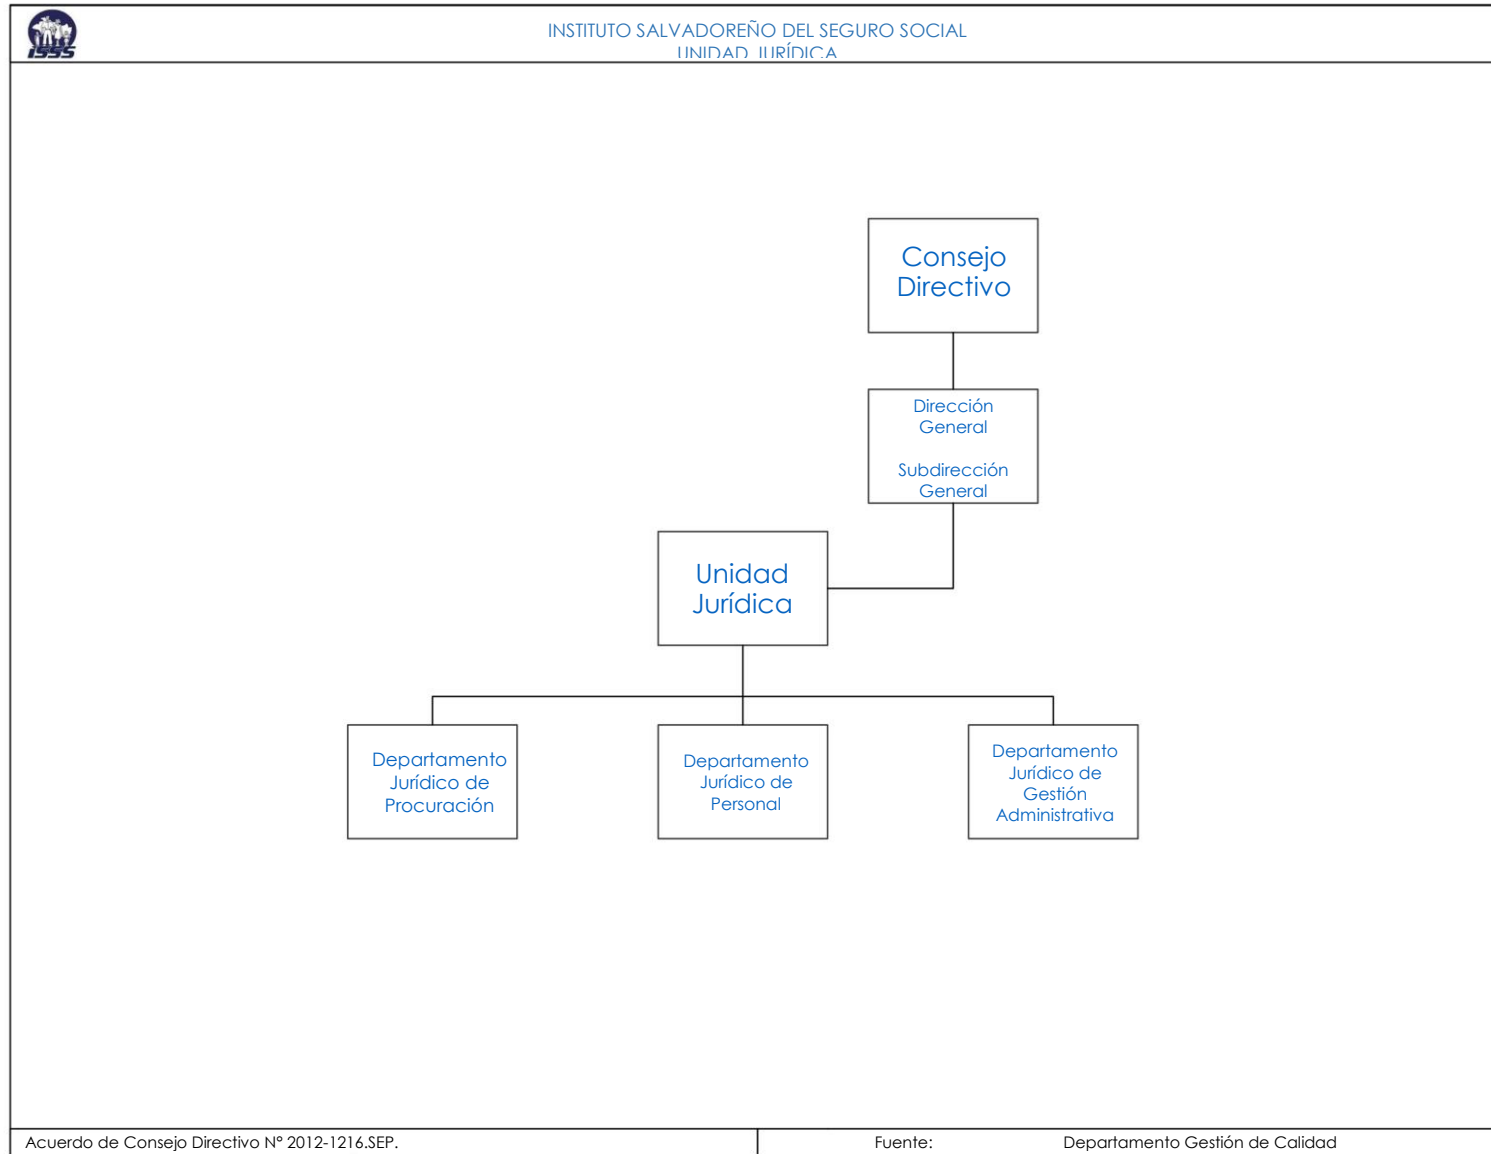 ISSS
INSTITUTO SALVADOREÑO DEL SEGURO SOCIAL
UNIDAD JURÍDICA
Consejo
Directivo
Dirección
General
Subdirección
General
Unidad
Jurídica
Departamento
Jurídico de
Procuración
Departamento
Jurídico de
Personal
Departamento
Jurídico de
Gestión
Administrativa
Acuerdo de Consejo Directivo N° 2012-1216.SEP.
Fuente: Departamento Gestión de Calidad